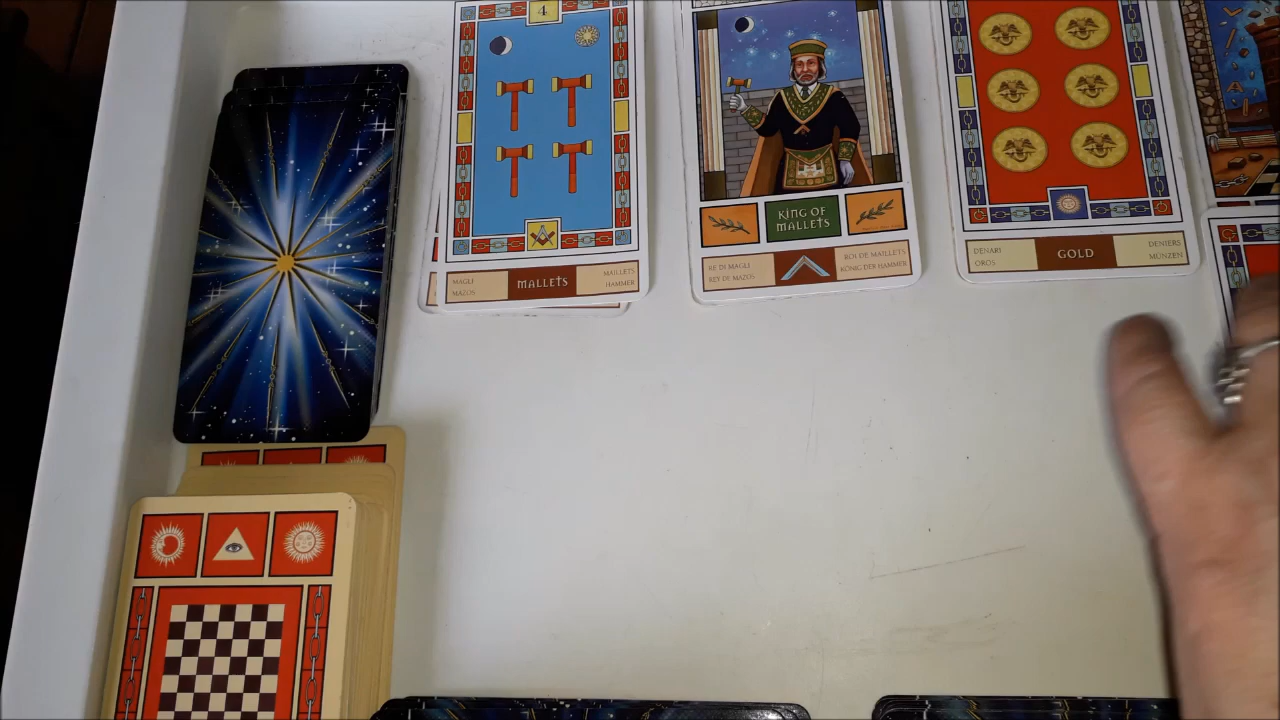 4
MAGLI
MAZOS
MALLETS
MAILLETS
HAMMER
KING OF
MALLETS
RE DI MAGLI
REY DE MAZOS
ROI DE MAILLETS
KÖNIG DER HAMMER
DENARI
OROS
GOLD
DENIERS
MÜNZEN